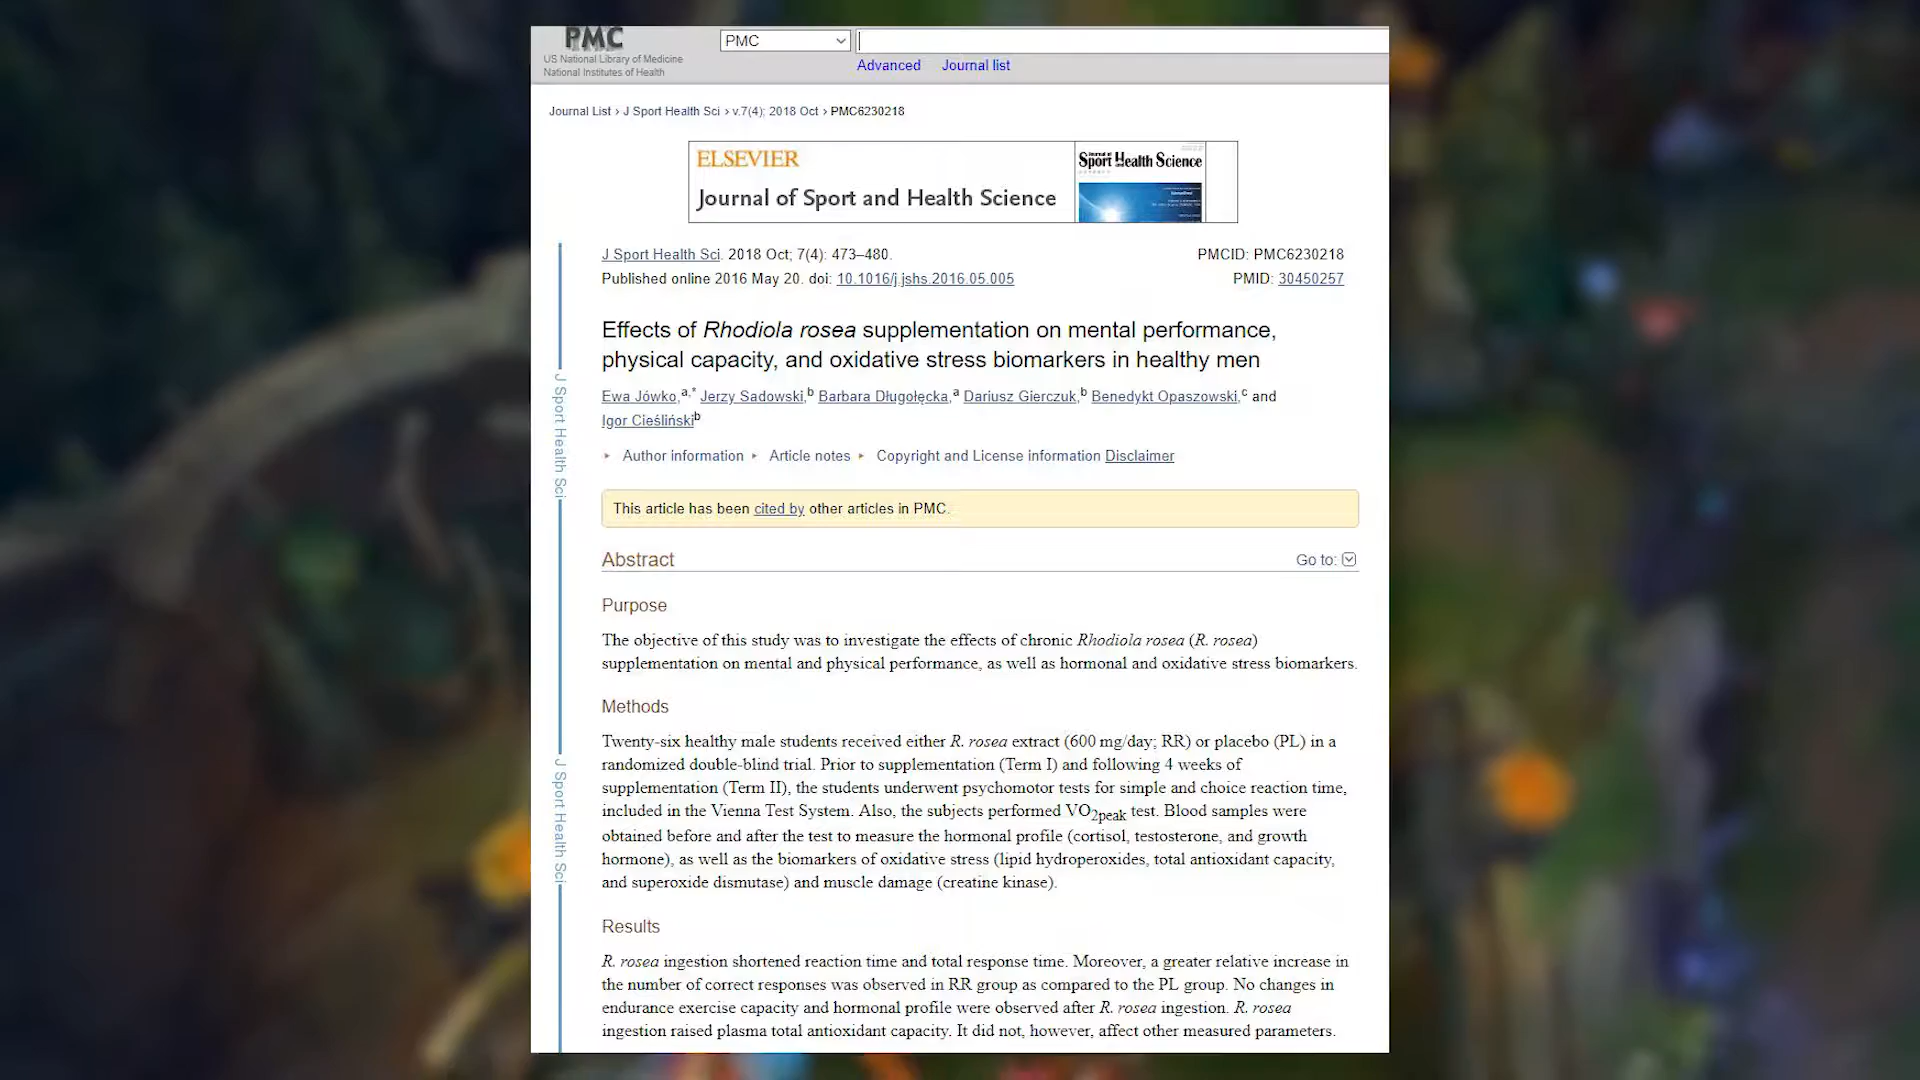 PMC
US National Library of Medicine
National Institutes of Health
PMC
Advanced Journal list
Journal List › J Sport Health Sci › v.7(4); 2018 Oct › PMC6230218
ELSEVIER
Journal of Sport and Health Science
Sport Health Science
J Sport Health Sci. 2018 Oct; 7(4): 473–480.
PMCID: PMC6230218
Published online 2016 May 20. doi: 10.1016/j.jshs.2016.05.005
PMID: 30450257
Effects of Rhodiola rosea supplementation on mental performance,
physical capacity, and oxidative stress biomarkers in healthy men
Ewa Jówko,a,* Jerzy Sadowski,b Barbara Długołęcka,a Dariusz Gierczuk,b Benedykt Opaszowski,c and
Igor Cieślińskib
▸ Author information ▸ Article notes ▸ Copyright and License information Disclaimer
This article has been cited by other articles in PMC.
Abstract
Go to:
Purpose
The objective of this study was to investigate the effects of chronic Rhodiola rosea (R. rosea)
supplementation on mental and physical performance, as well as hormonal and oxidative stress biomarkers.
Methods
Twenty-six healthy male students received either R. rosea extract (600 mg/day; RR) or placebo (PL) in a
randomized double-blind trial. Prior to supplementation (Term I) and following 4 weeks of
supplementation (Term II), the students underwent psychomotor tests for simple and choice reaction time,
included in the Vienna Test System. Also, the subjects performed VO2peak test. Blood samples were
obtained before and after the test to measure the hormonal profile (cortisol, testosterone, and growth
hormone), as well as the biomarkers of oxidative stress (lipid hydroperoxides, total antioxidant capacity,
and superoxide dismutase) and muscle damage (creatine kinase).
Results
R. rosea ingestion shortened reaction time and total response time. Moreover, a greater relative increase in
the number of correct responses was observed in RR group as compared to the PL group. No changes in
endurance exercise capacity and hormonal profile were observed after R. rosea ingestion. R. rosea
ingestion raised plasma total antioxidant capacity. It did not, however, affect other measured parameters.
J Sport Health Sci
J Sport Health Sci